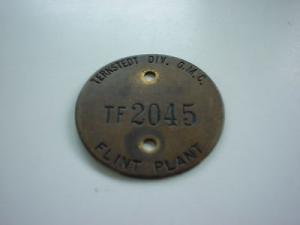 TERNSTEDT DIV. G.M.C.
TF 2045
FLINT PLANT